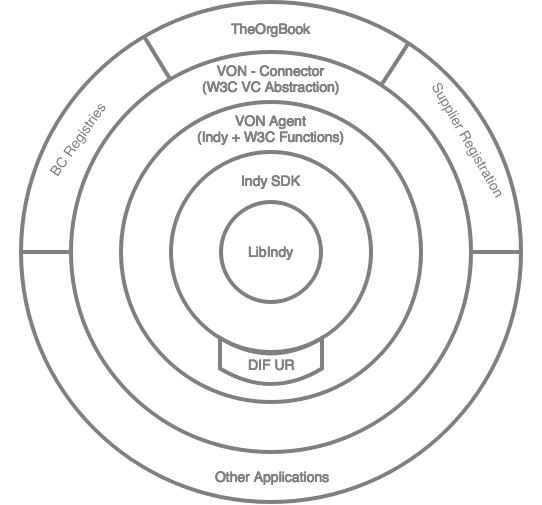 TheOrgBook
VON - Connector
(W3C VC Abstraction)
BC Registries
Supplier Registration
VON Agent
(Indy + W3C Functions)
Indy SDK
LibIndy
DIF UR
Other Applications